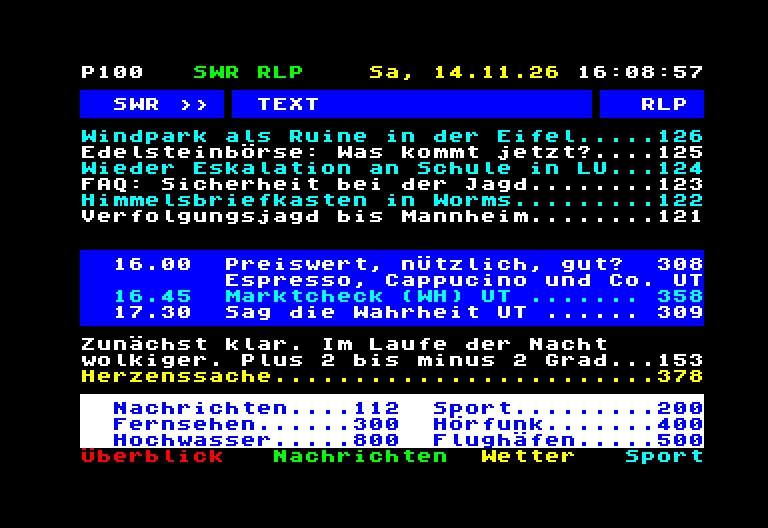 P100 SWR RLP Sa, 14.11.26 16:08:57
SWR >> TEXT RLP
Windpark als Ruine in der Eifel.....126
Edelsteinbörse: Was kommt jetzt?....125
Wieder Eskalation an Schule in LU...124
FAQ: Sicherheit bei der Jagd........123
Himmelsbriefkasten in Worms.........122
Verfolgungsjagd bis Mannheim........121
16.00 Preiswert, nützlich, gut? 308
Espresso, Cappucino und Co. UT
16.45 Marktcheck (WH) UT ....... 358
17.30 Sag die Wahrheit UT ...... 309
Zunächst klar. Im Laufe der Nacht
wolkiger. Plus 2 bis minus 2 Grad...153
Herzenssache........................378
Nachrichten....112 Sport.........200
Fernsehen......300 Hörfunk.......400
Hochwasser.....800 Flughäfen.....500
Überblick Nachrichten Wetter Sport